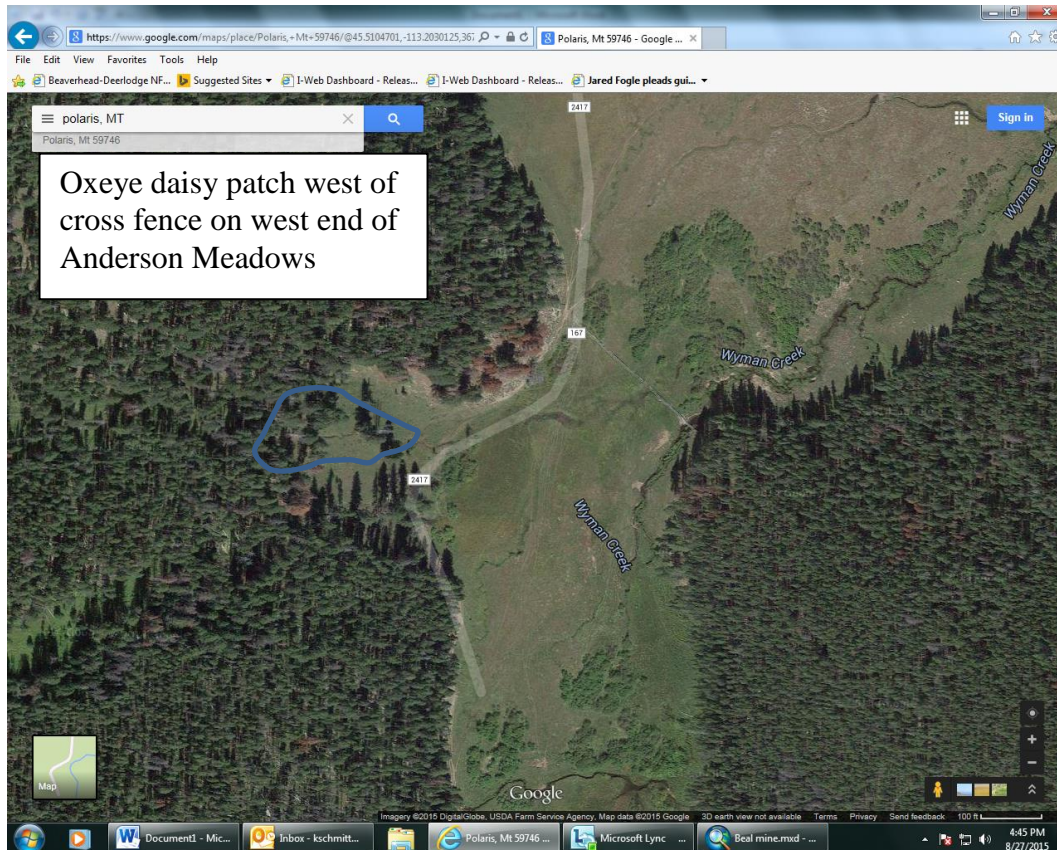 https://www.google.com/maps/place/Polaris,+Mt+59746/@45.5104701,-113.2030125,367
Polaris, Mt 59746 - Google ...
File Edit View Favorites Tools Help
Beaverhead-Deerlodge NF... Suggested Sites I-Web Dashboard - Releas... I-Web Dashboard - Releas... Jared Fogle pleads gui...
polaris, MT
Sign in
Polaris, Mt 59746
Oxeye daisy patch west of
cross fence on west end of
Anderson Meadows
2417
Wyman Creek
167
Wyman Creek
2417
Wyman Creek
Map
Google
Imagery ©2015 DigitalGlobe, USDA Farm Service Agency, Map data ©2015 Google 3D earth view not available Terms Privacy Send feedback 100 ft
Document1 - Mic... Inbox - kschmitt... Polaris, Mt 59746 ... Microsoft Lync ... Beal mine.mxd - ...
4:45 PM
8/27/2015